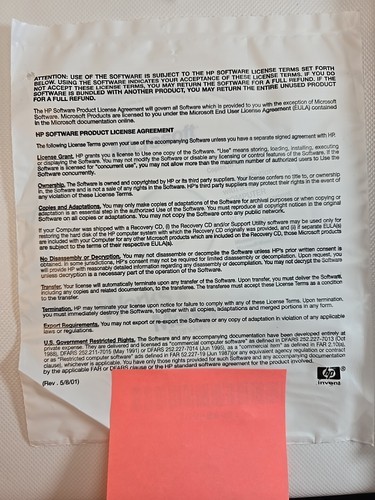 ATTENTION: USE OF THE SOFTWARE IS SUBJECT TO THE HP SOFTWARE LICENSE TERMS SET FORTH
BELOW. USING THE SOFTWARE INDICATES YOUR ACCEPTANCE OF THESE LICENSE TERMS. IF YOU DO
NOT ACCEPT THESE LICENSE TERMS, YOU MAY RETURN THE SOFTWARE FOR A FULL REFUND. IF THE
SOFTWARE IS BUNDLED WITH ANOTHER PRODUCT, YOU MAY RETURN THE ENTIRE UNUSED PRODUCT
FOR A FULL REFUND.
The HP Software Product License Agreement will govern all Software which is provided to you with the exception of Microsoft
Software. Microsoft Products are licensed to you under the Microsoft End User License Agreement (EULA) contained
in the Microsoft online documentation.
HP SOFTWARE PRODUCT LICENSE AGREEMENT
The following License Terms govern your use of the accompanying Software unless you have a separate signed agreement with HP.
License Grant. HP grants you a license to Use one copy of the Software. "Use" means storing, loading, installing, executing
or displaying the Software. You may not modify the Software or disable any licensing or control features of the Software. If the
Software is licensed for "concurrent use", you may not allow more than the maximum number of authorized users to Use the
Software concurrently.
Ownership. The Software is owned and copyrighted by HP or its third party suppliers. Your license confers no title to, or ownership
in, the Software and is not a sale of any rights in the Software. HP's third party suppliers may protect their rights in the event of
any violation of these License Terms.
Copies and Adaptations. You may only make copies or adaptations of the Software for archival purposes or when copying or
adaptation is an essential step in the authorized Use of the Software. You must reproduce all copyright notices in the original
Software on all copies or adaptations. You may not copy the Software onto any public network.
If your Computer was shipped with a Recovery CD, (i) the Recovery CD and/or Support Utility software may be used only for
restoring the hard disk of the HP computer system with which the Recovery CD originally was provided, and (ii) if separate EULAs
are included with your Computer for any other Microsoft products which are included on the Recovery CD, those Microsoft products
are subject to the terms of their respective EULA(s).
No Disassembly or Decryption. You may not disassemble or decompile the Software unless HP's prior written consent is
obtained. In some jurisdictions, HP's consent may not be required for limited disassembly or decompilation. Upon request, you
will provide HP with reasonably detailed information regarding any disassembly or decompilation. You may not decrypt the Software
unless decryption is a necessary part of the operation of the Software.
Transfer. Your license will automatically terminate upon any transfer of the Software. Upon transfer, you must deliver the Software,
including any copies and related documentation, to the transferee. The transferee must accept these License Terms as a condition
to the transfer.
Termination. HP may terminate your license upon notice for failure to comply with any of these License Terms. Upon termination,
you must immediately destroy the Software, together with all copies, adaptations and merged portions in any form.
Export Requirements. You may not export or re-export the Software or any copy or adaptation in violation of any applicable
laws or regulations.
U.S. Government Restricted Rights. The Software and any accompanying documentation have been developed entirely at
private expense. They are delivered and licensed as "commercial computer software" as defined in DFARS 252.227-7013 (Oct
1988), DFARS 252.211-7015 (May 1991) or DFARS 252.227-7014 (Jun 1995), as a "commercial item" as defined in FAR 2.101(a),
or as "Restricted computer software" as defined in FAR 52.227-19 (Jun 1987)(or any equivalent agency regulation or contract
clause), whichever is applicable. You have only those rights provided for such Software and any accompanying documentation
by the applicable FAR or DFARS clause or the HP standard software agreement for the product involved.
(Rev. 5/8/01)
hp
invent